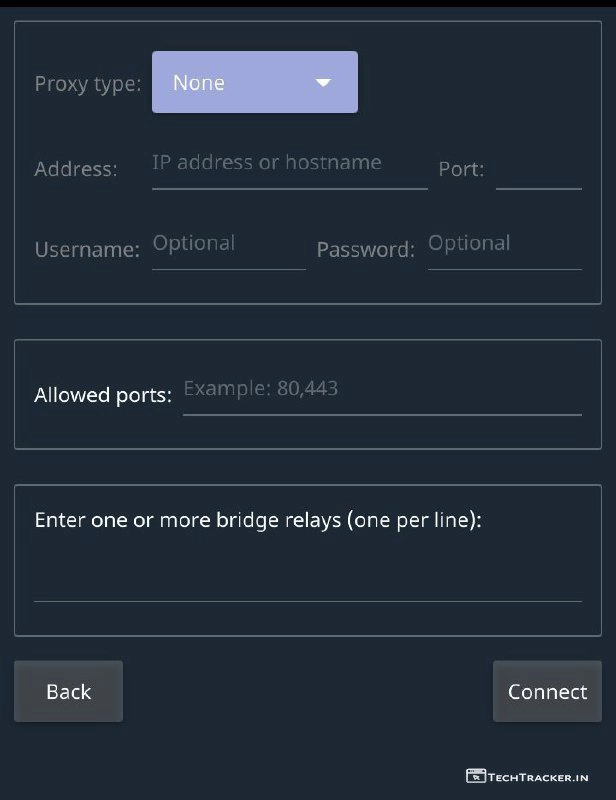 Proxy type: None
Address: IP address or hostname Port:
Username: Optional Password: Optional
Allowed ports: Example: 80,443
Enter one or more bridge relays (one per line):
Back Connect
TECHTRACKER.IN